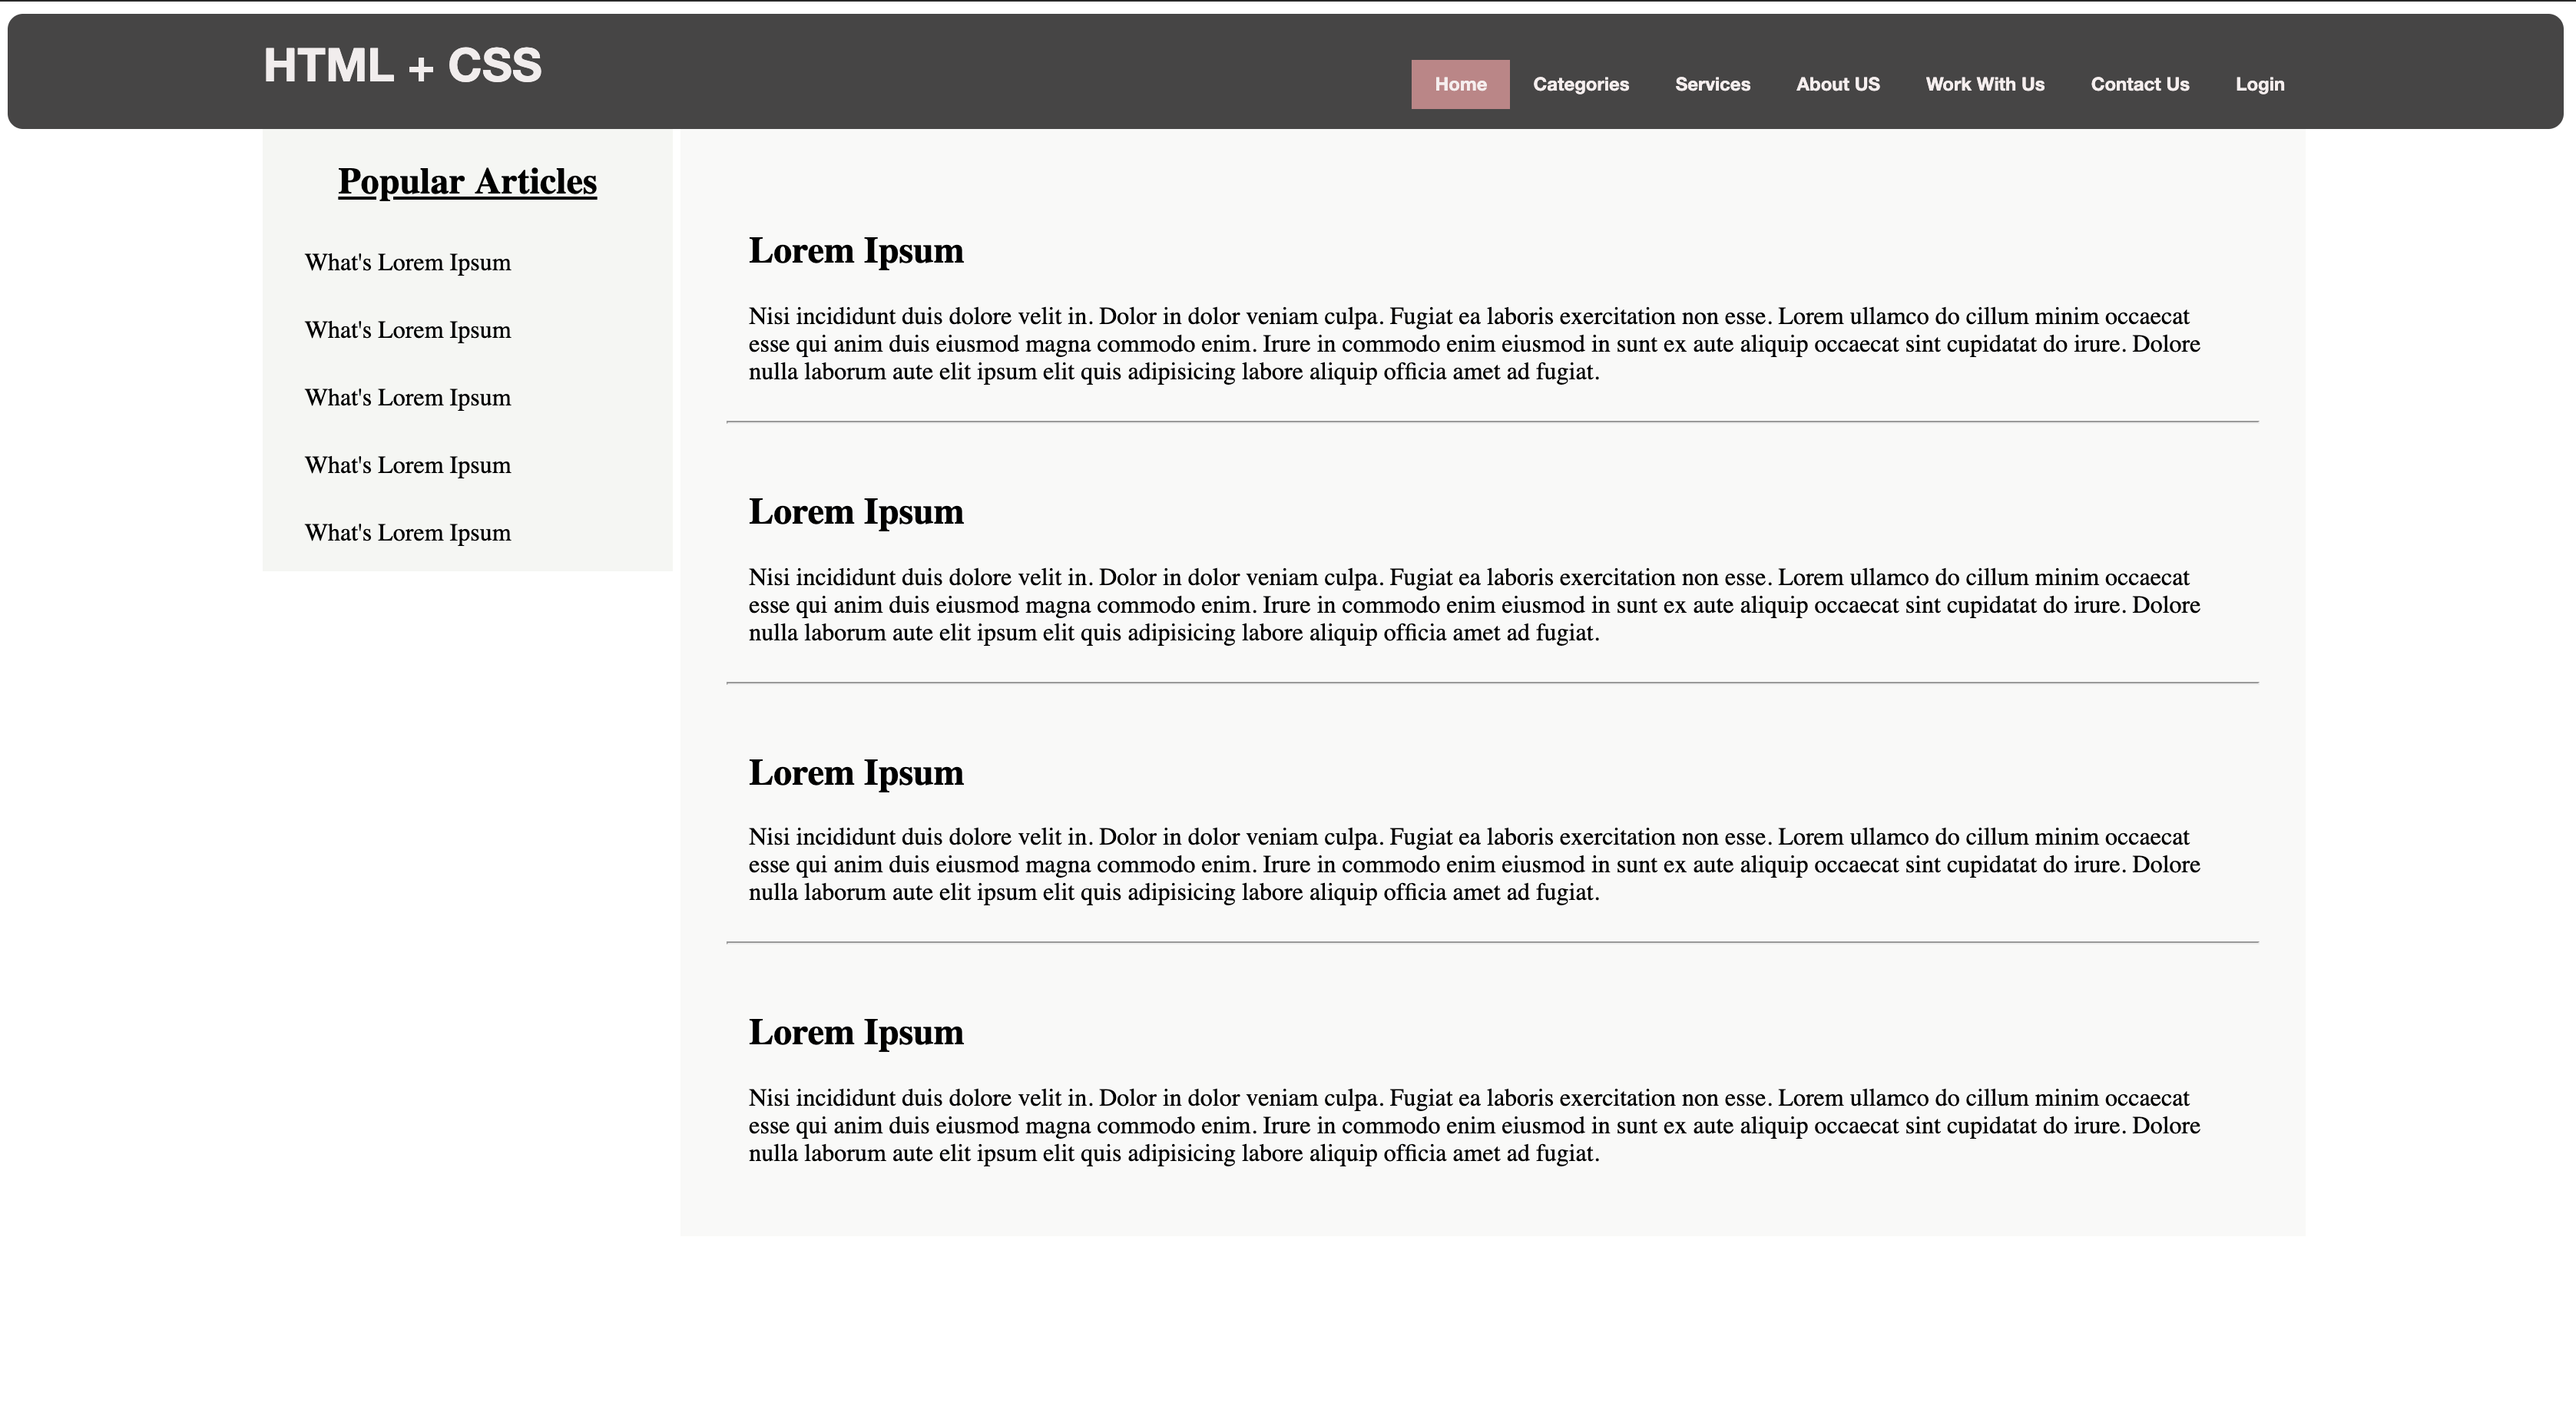 HTML + CSS
Home Categories Services About US Work With Us Contact Us Login
Popular Articles
What's Lorem Ipsum
What's Lorem Ipsum
What's Lorem Ipsum
What's Lorem Ipsum
What's Lorem Ipsum
Lorem Ipsum
Nisi incididunt duis dolore velit in. Dolor in dolor veniam culpa. Fugiat ea laboris exercitation non esse. Lorem ullamco do cillum minim occaecat
esse qui anim duis eiusmod magna commodo enim. Irure in commodo enim eiusmod in sunt ex aute aliquip occaecat sint cupidatat do irure. Dolore
nulla laborum aute elit ipsum elit quis adipisicing labore aliquip officia amet ad fugiat.
Lorem Ipsum
Nisi incididunt duis dolore velit in. Dolor in dolor veniam culpa. Fugiat ea laboris exercitation non esse. Lorem ullamco do cillum minim occaecat
esse qui anim duis eiusmod magna commodo enim. Irure in commodo enim eiusmod in sunt ex aute aliquip occaecat sint cupidatat do irure. Dolore
nulla laborum aute elit ipsum elit quis adipisicing labore aliquip officia amet ad fugiat.
Lorem Ipsum
Nisi incididunt duis dolore velit in. Dolor in dolor veniam culpa. Fugiat ea laboris exercitation non esse. Lorem ullamco do cillum minim occaecat
esse qui anim duis eiusmod magna commodo enim. Irure in commodo enim eiusmod in sunt ex aute aliquip occaecat sint cupidatat do irure. Dolore
nulla laborum aute elit ipsum elit quis adipisicing labore aliquip officia amet ad fugiat.
Lorem Ipsum
Nisi incididunt duis dolore velit in. Dolor in dolor veniam culpa. Fugiat ea laboris exercitation non esse. Lorem ullamco do cillum minim occaecat
esse qui anim duis eiusmod magna commodo enim. Irure in commodo enim eiusmod in sunt ex aute aliquip occaecat sint cupidatat do irure. Dolore
nulla laborum aute elit ipsum elit quis adipisicing labore aliquip officia amet ad fugiat.